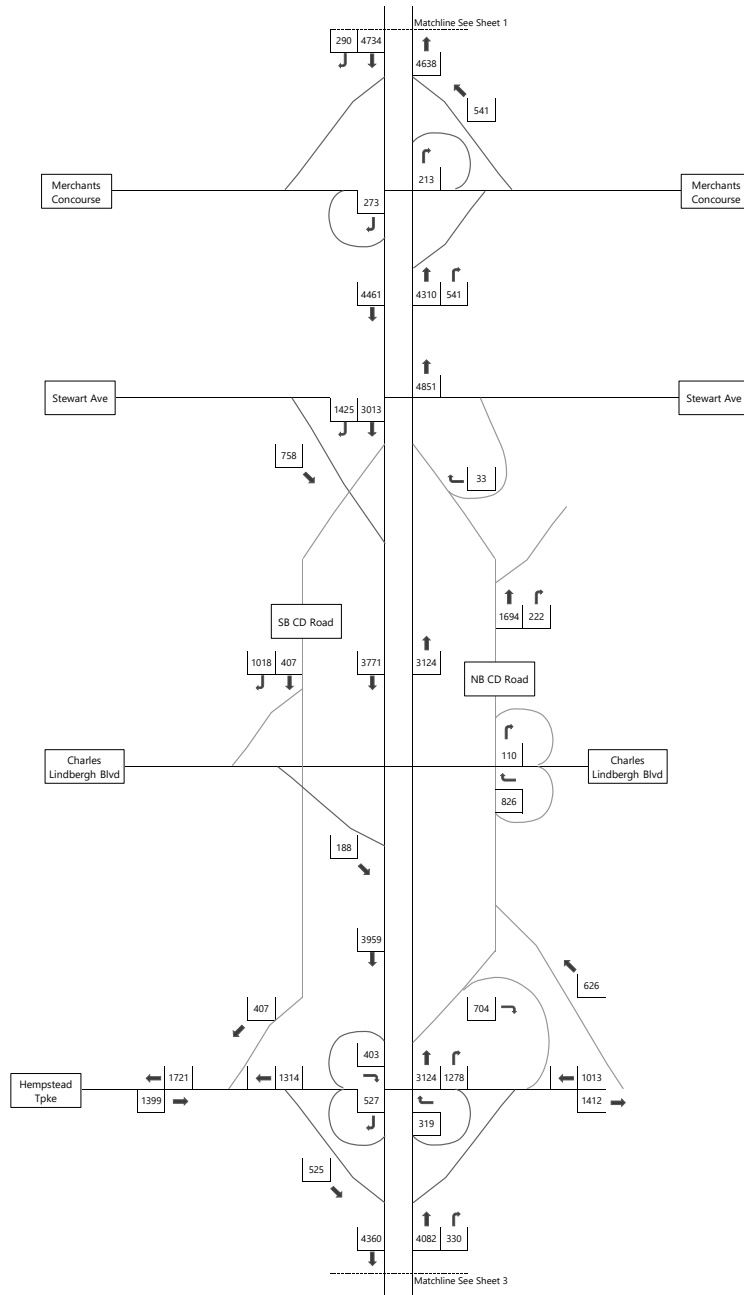 Matchline See Sheet 1
290 4734
4638
541
213
Merchants
Concourse
Merchants
Concourse
273
4461
4310 541
4851
Stewart Ave
Stewart Ave
1425 3013
758
33
1694 222
SB CD Road
1018 407
3771
3124
NB CD Road
110
Charles
Lindbergh Blvd
Charles
Lindbergh Blvd
826
188
3959
626
407
704
403
1721
1314
3124 1278
1013
Hempstead
Tpke
1399
527
1412
319
525
4360
4082 330
Matchline See Sheet 3